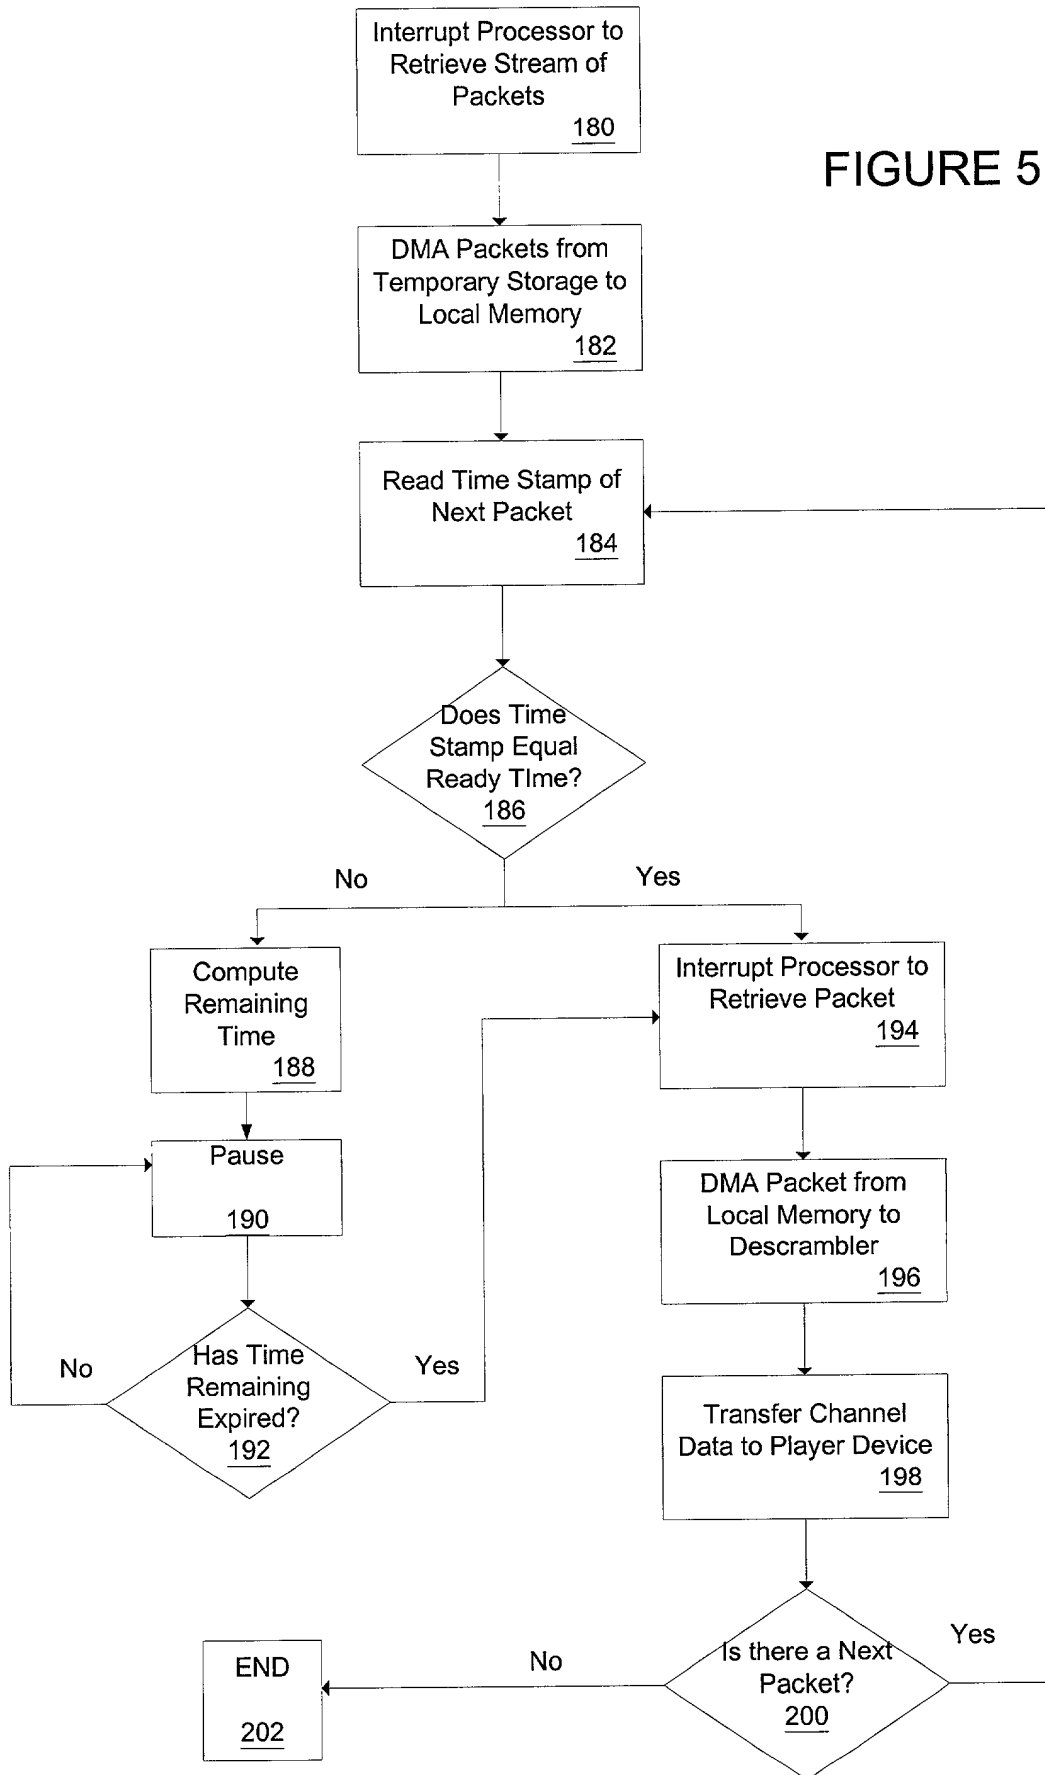 Interrupt Processor to
Retrieve Stream of
Packets
180
FIGURE 5
DMA Packets from
Temporary Storage to
Local Memory
182
Read Time Stamp of
Next Packet
184
Does Time
Stamp Equal
Ready TIme?
186
No
Yes
Compute
Remaining
Time
188
Interrupt Processor to
Retrieve Packet
194
Pause
190
DMA Packet from
Local Memory to
Descrambler
196
No
Has Time
Remaining
Expired?
192
Yes
Transfer Channel
Data to Player Device
198
Is there a Next
Packet?
200
Yes
No
END
202